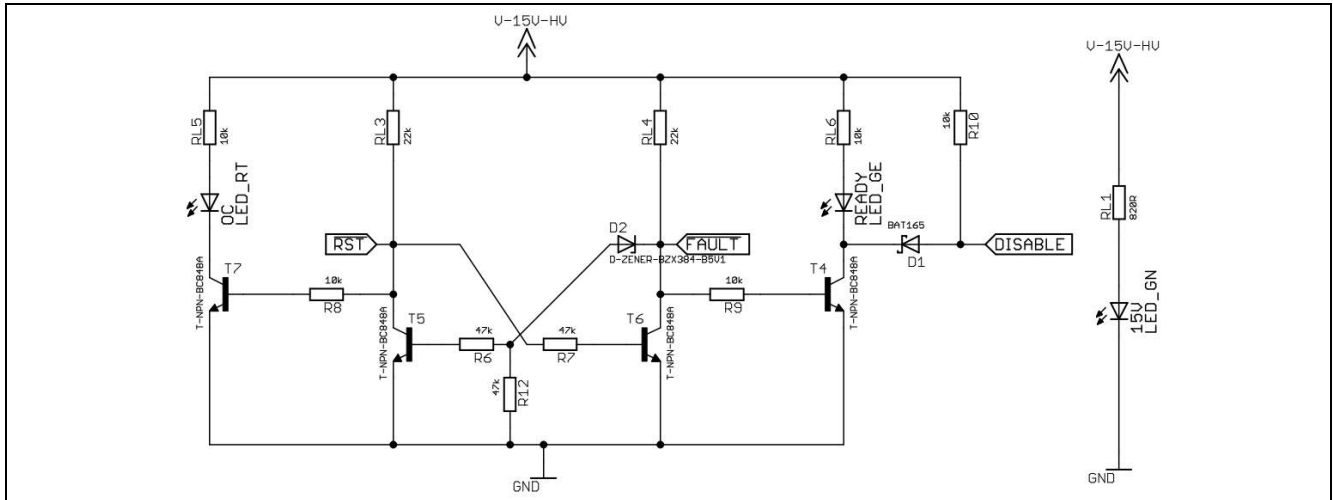 V-15V-HV
V-15V-HV
RL5
10k
RL3
22k
RL4
22k
RL6
10k
10k
R10
OC
LED_RT
READY
LED_GE
RL1
820R
RST
D2
FAULT
D-ZENER-BZX384-B5V1
BAT165
D1
DISABLE
T7
T-NPN-BC848A
10k
R8
T5
T-NPN-BC848A
47k
R6
47k
R7
T6
T-NPN-BC848A
10k
R9
T4
T-NPN-BC848A
15V
LED_GN
47k
R12
GND
GND